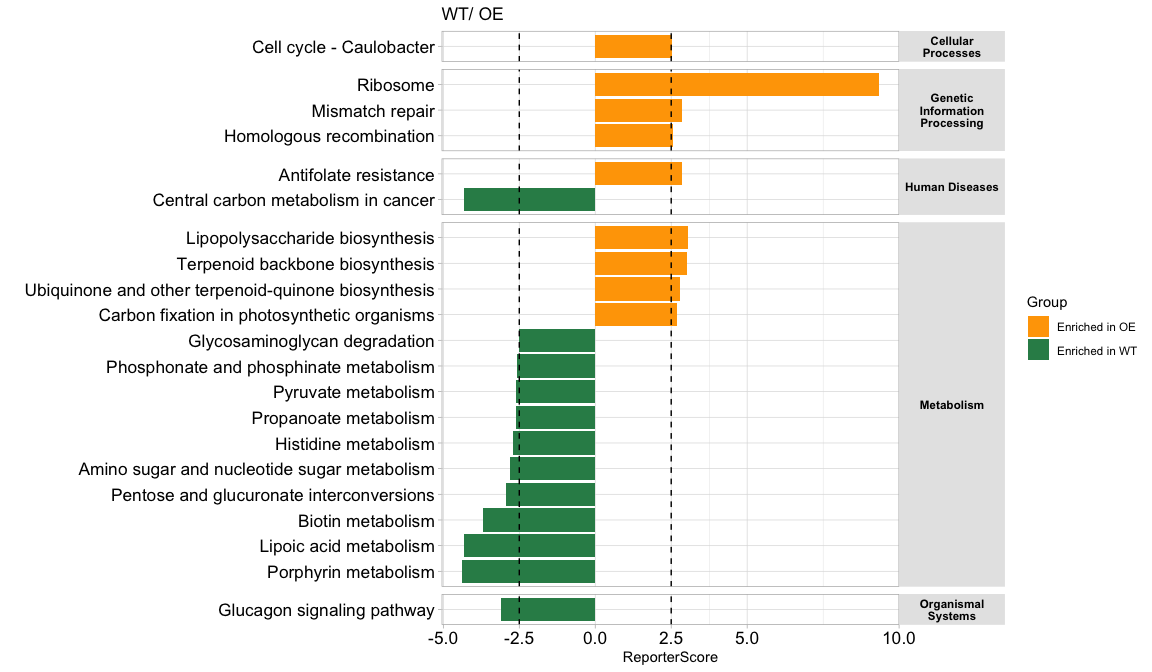 WT/ OE
Cell cycle - Caulobacter
Cellular
Processes
Ribosome
Mismatch repair
Homologous recombination
Genetic
Information
Processing
Antifolate resistance
Central carbon metabolism in cancer
Human Diseases
Lipopolysaccharide biosynthesis
Terpenoid backbone biosynthesis
Ubiquinone and other terpenoid-quinone biosynthesis
Carbon fixation in photosynthetic organisms
Glycosaminoglycan degradation
Phosphonate and phosphinate metabolism
Pyruvate metabolism
Propanoate metabolism
Histidine metabolism
Amino sugar and nucleotide sugar metabolism
Pentose and glucuronate interconversions
Biotin metabolism
Lipoic acid metabolism
Porphyrin metabolism
Metabolism
Glucagon signaling pathway
Organismal
Systems
-5.0 -2.5 0.0 2.5 5.0 10.0
ReporterScore
Group
Enriched in OE
Enriched in WT